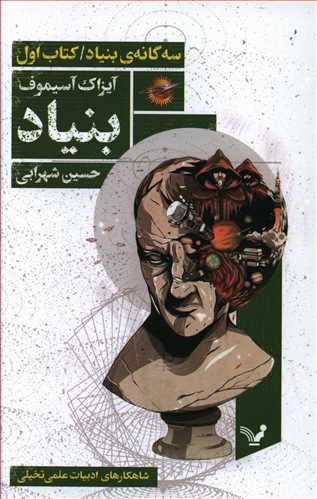 سه گانه‌ی بنیاد/کتاب اول
آیزاک آسیموف
بنیاد
حسین شهرابی
شاهکارهای ادبیات علمی تخیلی